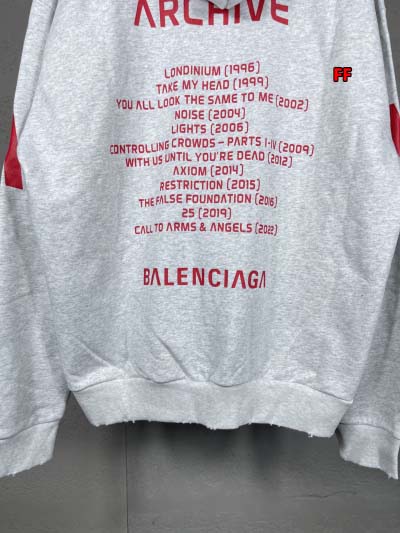 ARCHIVE
FF
LONDINIUM (1996)
TAKE MY HEAD (1999)
YOU ALL LOOK THE SAME TO ME (2002)
NOISE (2004)
LIGHTS (2006)
CONTROLLING CROWDS – PARTS I-IV (2009)
WITH US UNTIL YOU'RE DEAD (2012)
AXIOM (2014)
RESTRICTION (2015)
THE FALSE FOUNDATION (2016)
25 (2019)
CALL TO ARMS & ANGELS (2022)
BALENCIAGA